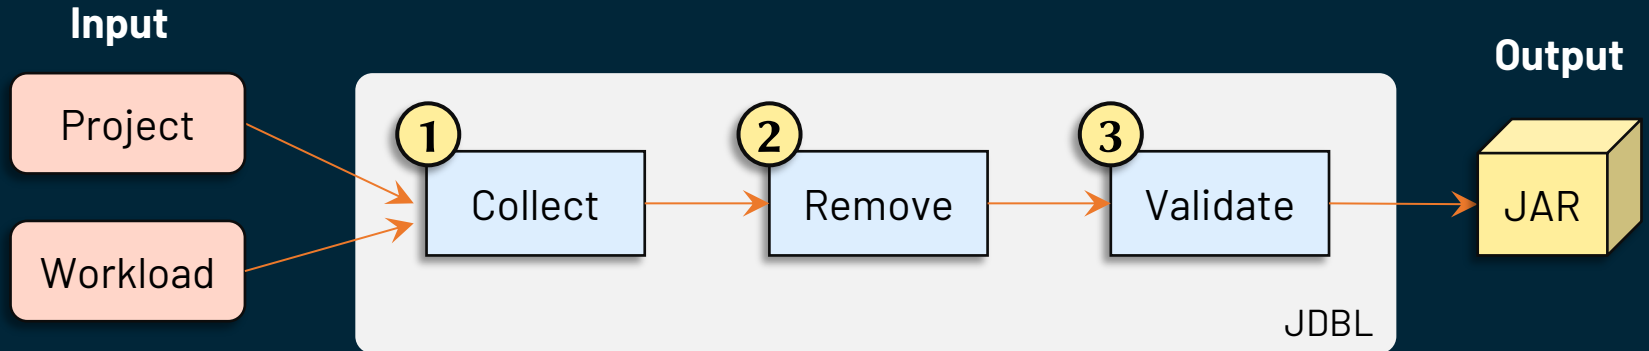 Input
Output
Project
Workload
1
Collect
2
Remove
3
Validate
JDBL
JAR